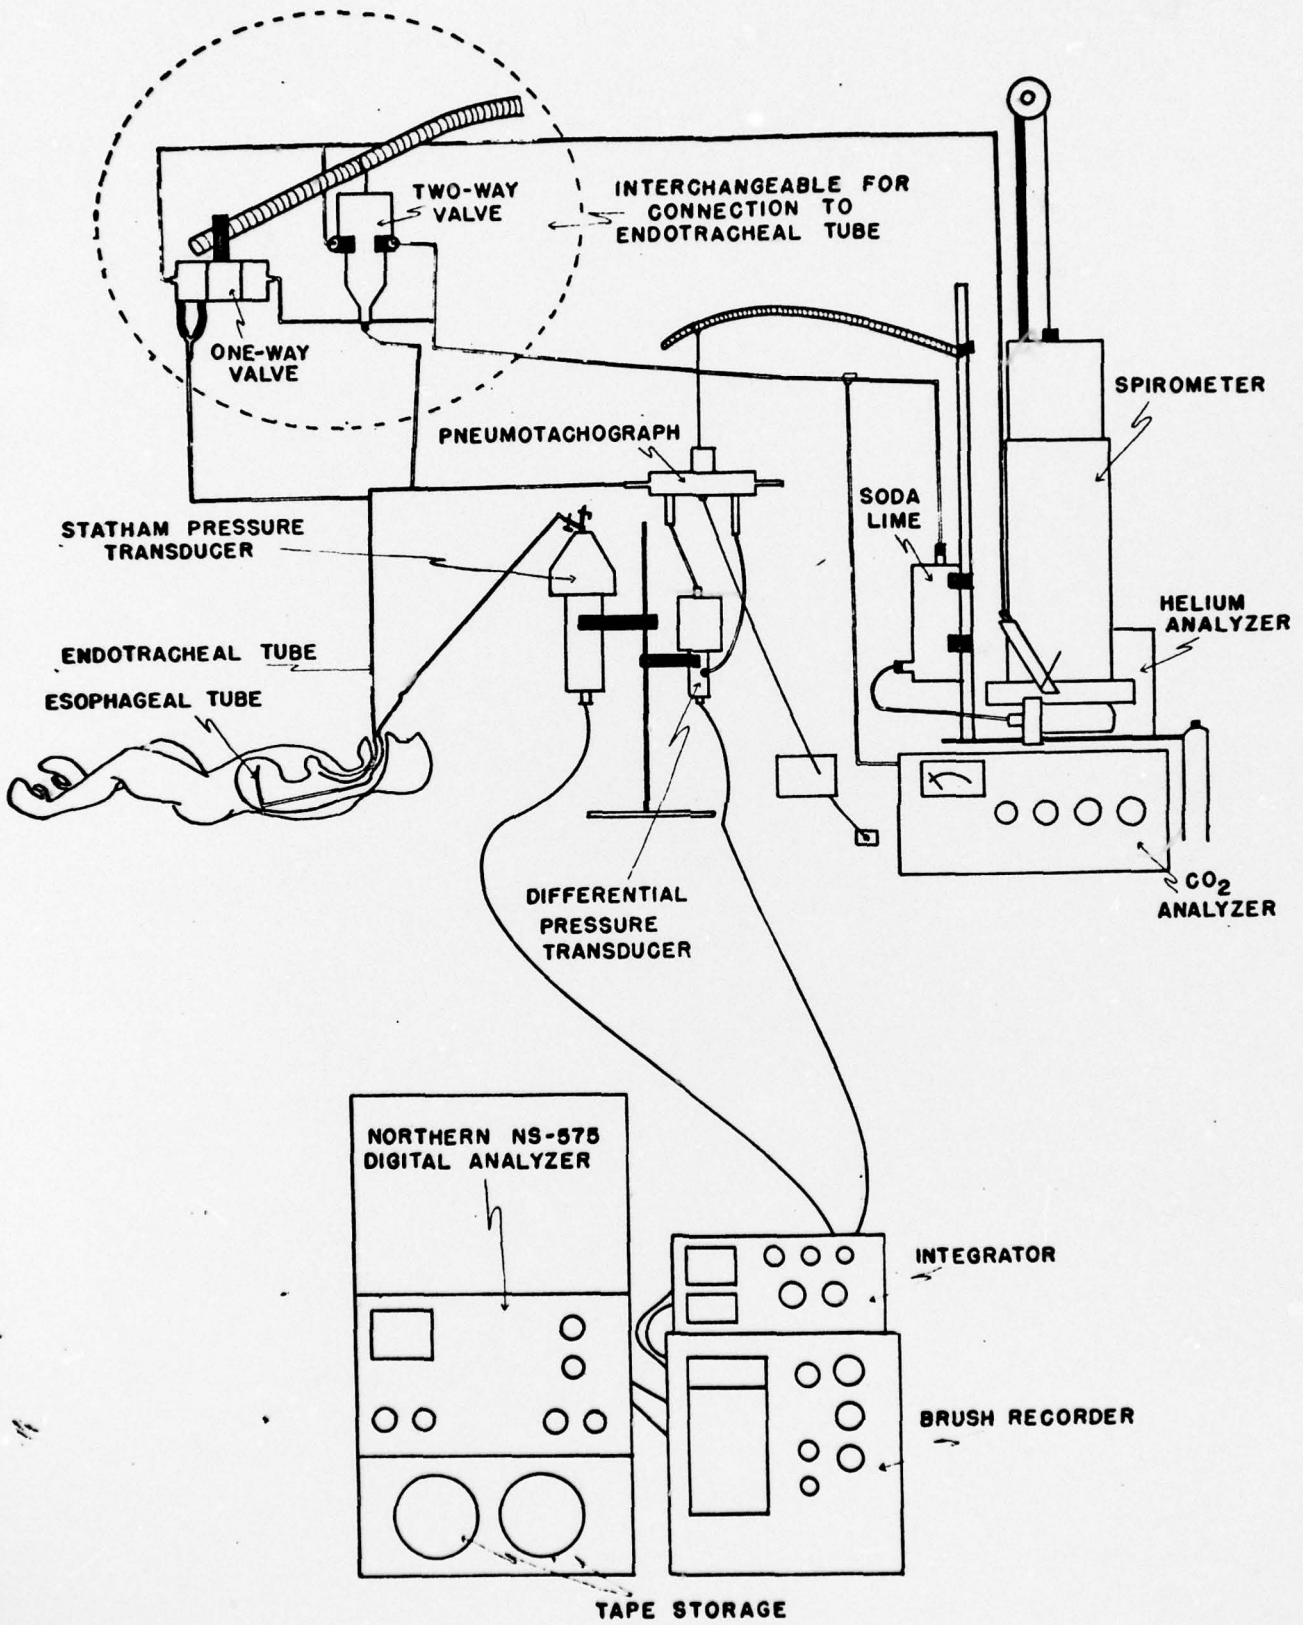 TWO-WAY
VALVE
INTERCHANGEABLE FOR
CONNECTION TO
ENDOTRACHEAL TUBE
ONE-WAY
VALVE
SPIROMETER
PNEUMOTACHOGRAPH
SODA
LIME
STATHAM PRESSURE
TRANSDUCER
HELIUM
ANALYZER
ENDOTRACHEAL TUBE
ESOPHAGEAL TUBE
DIFFERENTIAL
PRESSURE
TRANSDUCER
CO₂
ANALYZER
NORTHERN NS-575
DIGITAL ANALYZER
INTEGRATOR
BRUSH RECORDER
TAPE STORAGE